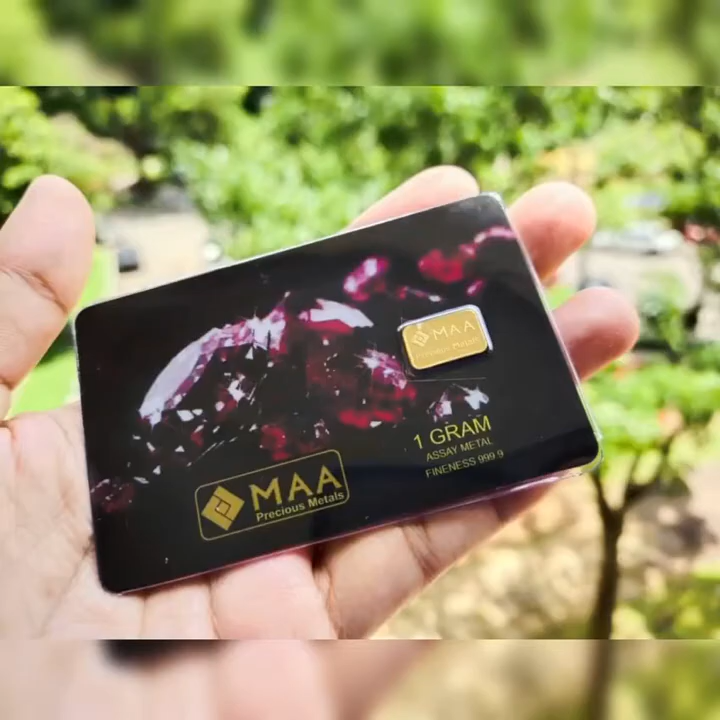 MAA
Precious Metals
1 GRAM
ASSAY METAL
FINENESS 999 9
MAA
Precious Metals